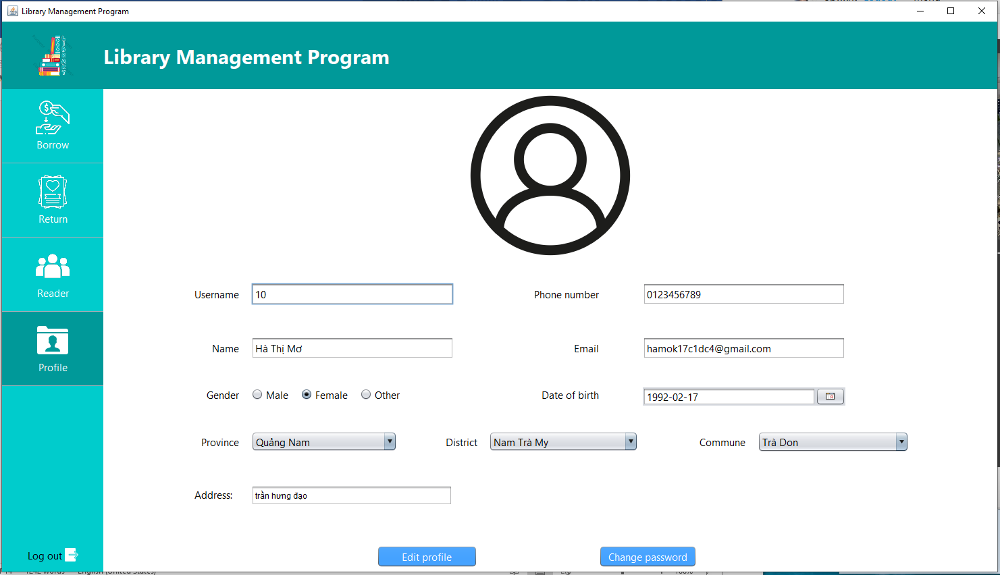 Library Management Program
Library Management Program
Borrow
Return
Reader
Profile
Log out
Username 10
Phone number 0123456789
Name Hà Thị Mơ
Email hamok17c1dc4@gmail.com
Gender Male Female Other
Date of birth 1992-02-17
Province Quảng Nam
District Nam Trà My
Commune Trà Don
Address: trần hưng đạo
Edit profile
Change password